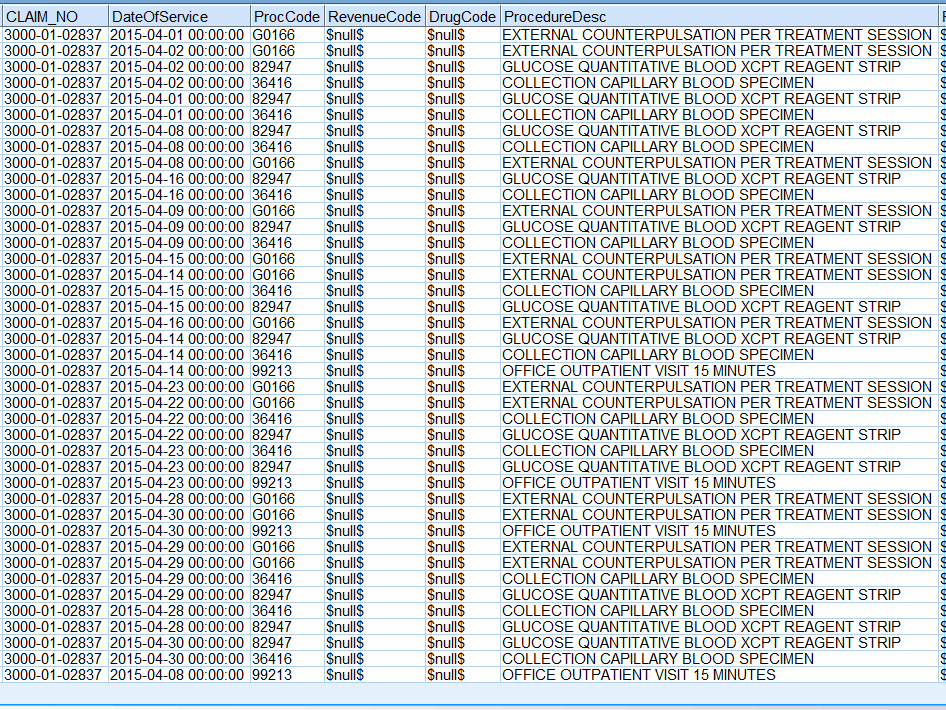 CLAIM_NO DateOfService ProcCode RevenueCode DrugCode ProcedureDesc
3000-01-02837 2015-04-01 00:00:00 G0166 $null$ $null$ EXTERNAL COUNTERPULSATION PER TREATMENT SESSION
3000-01-02837 2015-04-02 00:00:00 G0166 $null$ $null$ EXTERNAL COUNTERPULSATION PER TREATMENT SESSION
3000-01-02837 2015-04-02 00:00:00 82947 $null$ $null$ GLUCOSE QUANTITATIVE BLOOD XCPT REAGENT STRIP
3000-01-02837 2015-04-02 00:00:00 36416 $null$ $null$ COLLECTION CAPILLARY BLOOD SPECIMEN
3000-01-02837 2015-04-01 00:00:00 82947 $null$ $null$ GLUCOSE QUANTITATIVE BLOOD XCPT REAGENT STRIP
3000-01-02837 2015-04-01 00:00:00 36416 $null$ $null$ COLLECTION CAPILLARY BLOOD SPECIMEN
3000-01-02837 2015-04-08 00:00:00 82947 $null$ $null$ GLUCOSE QUANTITATIVE BLOOD XCPT REAGENT STRIP
3000-01-02837 2015-04-08 00:00:00 36416 $null$ $null$ COLLECTION CAPILLARY BLOOD SPECIMEN
3000-01-02837 2015-04-08 00:00:00 G0166 $null$ $null$ EXTERNAL COUNTERPULSATION PER TREATMENT SESSION
3000-01-02837 2015-04-16 00:00:00 82947 $null$ $null$ GLUCOSE QUANTITATIVE BLOOD XCPT REAGENT STRIP
3000-01-02837 2015-04-16 00:00:00 36416 $null$ $null$ COLLECTION CAPILLARY BLOOD SPECIMEN
3000-01-02837 2015-04-09 00:00:00 G0166 $null$ $null$ EXTERNAL COUNTERPULSATION PER TREATMENT SESSION
3000-01-02837 2015-04-09 00:00:00 82947 $null$ $null$ GLUCOSE QUANTITATIVE BLOOD XCPT REAGENT STRIP
3000-01-02837 2015-04-09 00:00:00 36416 $null$ $null$ COLLECTION CAPILLARY BLOOD SPECIMEN
3000-01-02837 2015-04-15 00:00:00 G0166 $null$ $null$ EXTERNAL COUNTERPULSATION PER TREATMENT SESSION
3000-01-02837 2015-04-14 00:00:00 G0166 $null$ $null$ EXTERNAL COUNTERPULSATION PER TREATMENT SESSION
3000-01-02837 2015-04-15 00:00:00 36416 $null$ $null$ COLLECTION CAPILLARY BLOOD SPECIMEN
3000-01-02837 2015-04-15 00:00:00 82947 $null$ $null$ GLUCOSE QUANTITATIVE BLOOD XCPT REAGENT STRIP
3000-01-02837 2015-04-16 00:00:00 G0166 $null$ $null$ EXTERNAL COUNTERPULSATION PER TREATMENT SESSION
3000-01-02837 2015-04-14 00:00:00 82947 $null$ $null$ GLUCOSE QUANTITATIVE BLOOD XCPT REAGENT STRIP
3000-01-02837 2015-04-14 00:00:00 36416 $null$ $null$ COLLECTION CAPILLARY BLOOD SPECIMEN
3000-01-02837 2015-04-14 00:00:00 99213 $null$ $null$ OFFICE OUTPATIENT VISIT 15 MINUTES
3000-01-02837 2015-04-23 00:00:00 G0166 $null$ $null$ EXTERNAL COUNTERPULSATION PER TREATMENT SESSION
3000-01-02837 2015-04-22 00:00:00 G0166 $null$ $null$ EXTERNAL COUNTERPULSATION PER TREATMENT SESSION
3000-01-02837 2015-04-22 00:00:00 36416 $null$ $null$ COLLECTION CAPILLARY BLOOD SPECIMEN
3000-01-02837 2015-04-22 00:00:00 82947 $null$ $null$ GLUCOSE QUANTITATIVE BLOOD XCPT REAGENT STRIP
3000-01-02837 2015-04-23 00:00:00 36416 $null$ $null$ COLLECTION CAPILLARY BLOOD SPECIMEN
3000-01-02837 2015-04-23 00:00:00 82947 $null$ $null$ GLUCOSE QUANTITATIVE BLOOD XCPT REAGENT STRIP
3000-01-02837 2015-04-23 00:00:00 99213 $null$ $null$ OFFICE OUTPATIENT VISIT 15 MINUTES
3000-01-02837 2015-04-28 00:00:00 G0166 $null$ $null$ EXTERNAL COUNTERPULSATION PER TREATMENT SESSION
3000-01-02837 2015-04-30 00:00:00 G0166 $null$ $null$ EXTERNAL COUNTERPULSATION PER TREATMENT SESSION
3000-01-02837 2015-04-30 00:00:00 99213 $null$ $null$ OFFICE OUTPATIENT VISIT 15 MINUTES
3000-01-02837 2015-04-29 00:00:00 G0166 $null$ $null$ EXTERNAL COUNTERPULSATION PER TREATMENT SESSION
3000-01-02837 2015-04-29 00:00:00 G0166 $null$ $null$ EXTERNAL COUNTERPULSATION PER TREATMENT SESSION
3000-01-02837 2015-04-29 00:00:00 36416 $null$ $null$ COLLECTION CAPILLARY BLOOD SPECIMEN
3000-01-02837 2015-04-29 00:00:00 82947 $null$ $null$ GLUCOSE QUANTITATIVE BLOOD XCPT REAGENT STRIP
3000-01-02837 2015-04-28 00:00:00 36416 $null$ $null$ COLLECTION CAPILLARY BLOOD SPECIMEN
3000-01-02837 2015-04-28 00:00:00 82947 $null$ $null$ GLUCOSE QUANTITATIVE BLOOD XCPT REAGENT STRIP
3000-01-02837 2015-04-30 00:00:00 82947 $null$ $null$ GLUCOSE QUANTITATIVE BLOOD XCPT REAGENT STRIP
3000-01-02837 2015-04-30 00:00:00 36416 $null$ $null$ COLLECTION CAPILLARY BLOOD SPECIMEN
3000-01-02837 2015-04-08 00:00:00 99213 $null$ $null$ OFFICE OUTPATIENT VISIT 15 MINUTES